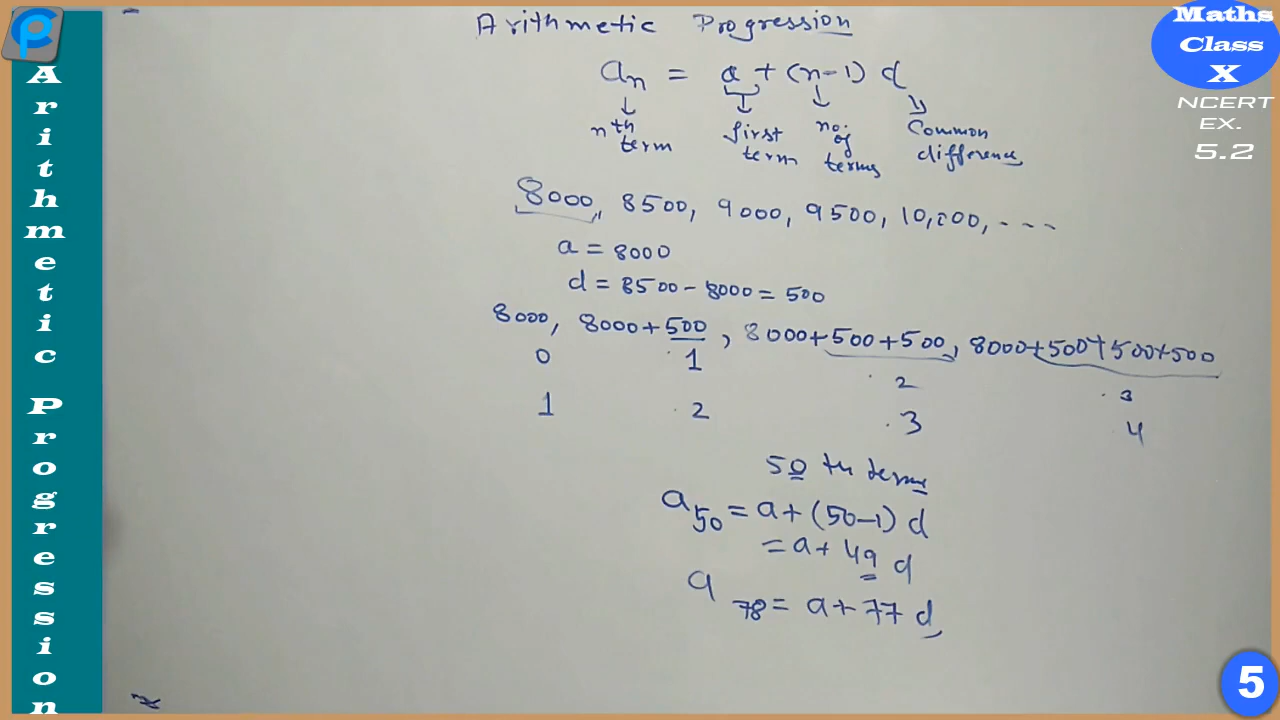 Arithmetic Progression
Maths
Class
X
NCERT
EX.
5.2
Arithmetic Progression
an = a + (n-1) d
nth term
first term
no. of terms
Common difference
8000, 8500, 9000, 9500, 10,000, ----
a = 8000
d = 8500 - 8000 = 500
8000, 8000+500, 8000+500+500, 8000+500+500+500
0 1 2 3
1 2 3 4
50 th terms
a50 = a+(50-1) d
= a+ 49 d
a78 = a+77 d
5